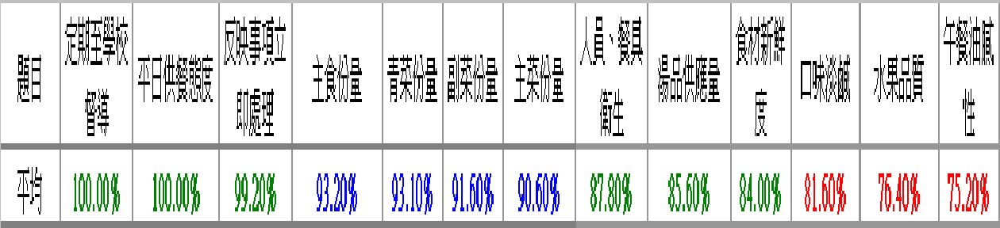 題目
定期至學校
督導
平日供餐態度
反映事項立
即處理
主食份量
青菜份量
副菜份量
主菜份量
人員、餐具
衛生
湯品供應量
食材新鮮
度
口味淡鹹
水果品質
午餐油膩
性
平均
100.00%
100.00%
99.20%
93.20%
93.10%
91.60%
90.60%
87.80%
85.60%
84.00%
81.60%
76.40%
75.20%